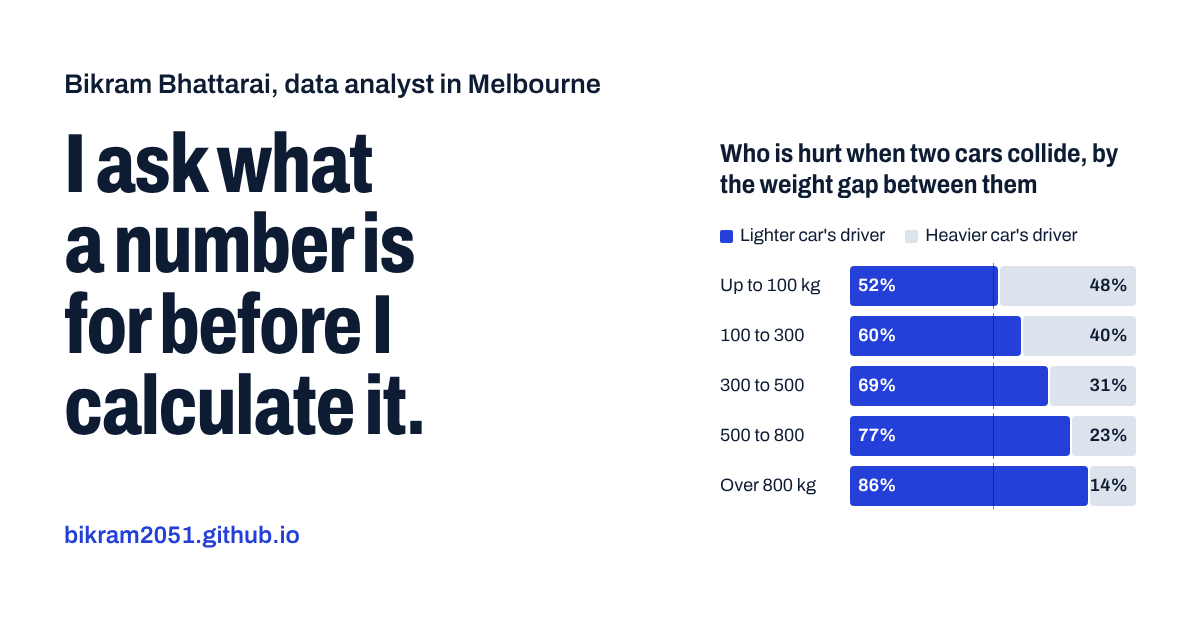 Bikram Bhattarai, data analyst in Melbourne
I ask what
a number is
for before I
calculate it.
bikram2051.github.io
Who is hurt when two cars collide, by
the weight gap between them
Lighter car's driver Heavier car's driver
Up to 100 kg 52% 48%
100 to 300 60% 40%
300 to 500 69% 31%
500 to 800 77% 23%
Over 800 kg 86% 14%